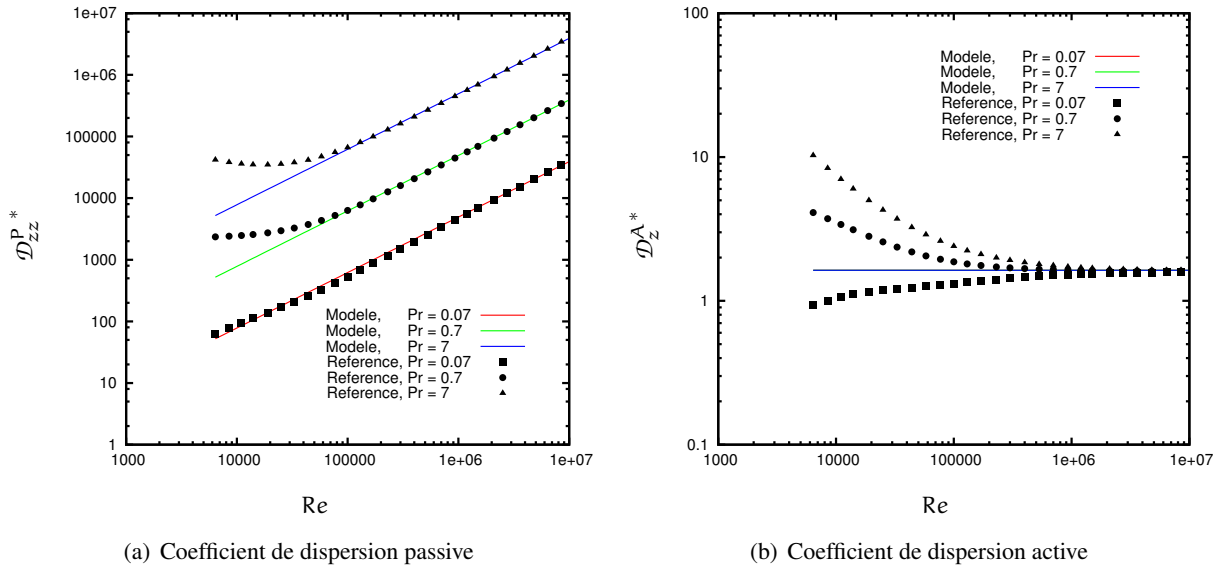 1e+07
1e+06
100000
10000
1000
100
10
1
1000
10000
100000
1e+06
1e+07
D_zz^P*
Re
Modele, Pr = 0.07
Modele, Pr = 0.7
Modele, Pr = 7
Reference, Pr = 0.07
Reference, Pr = 0.7
Reference, Pr = 7
(a) Coefficient de dispersion passive
100
10
1
0.1
1000
10000
100000
1e+06
1e+07
D_z^A*
Re
Modele, Pr = 0.07
Modele, Pr = 0.7
Modele, Pr = 7
Reference, Pr = 0.07
Reference, Pr = 0.7
Reference, Pr = 7
(b) Coefficient de dispersion active